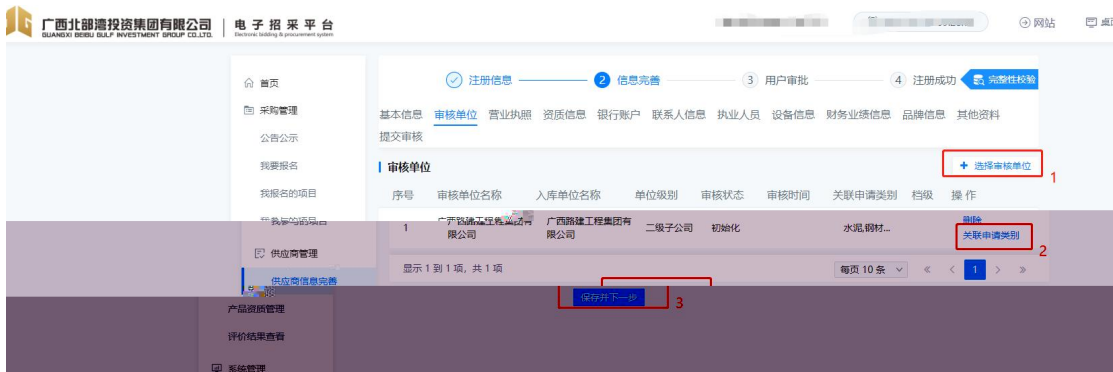 广西北部湾投资集团有限公司 电子招采平台
GUANGXI BEIBU GULF INVESTMENT GROUP CO.,LTD. Electronic bidding & procurement system
网站
首页
采购管理
公告公示
我要报名
我报名的项目
供应商管理
供应商信息完善
产品资质管理
评价结果查看
系统管理
注册信息 2 信息完善 3 用户审批 4 注册成功 完整性校验
基本信息 审核单位 营业执照 资质信息 银行账户 联系人信息 执业人员 设备信息 财务业绩信息 品牌信息 其他资料
提交审核
审核单位 + 选择审核单位 1
序号 审核单位名称 入库单位名称 单位级别 审核状态 审核时间 关联申请类别 档级 操作
1 限公司 广西路建工程集团有限公司 二级子公司 初始化 水泥,钢材... 删除
关联申请类别 2
显示 1 到 1 项, 共 1 项 每页 10 条 « < 1 > »
保存并下一步 3